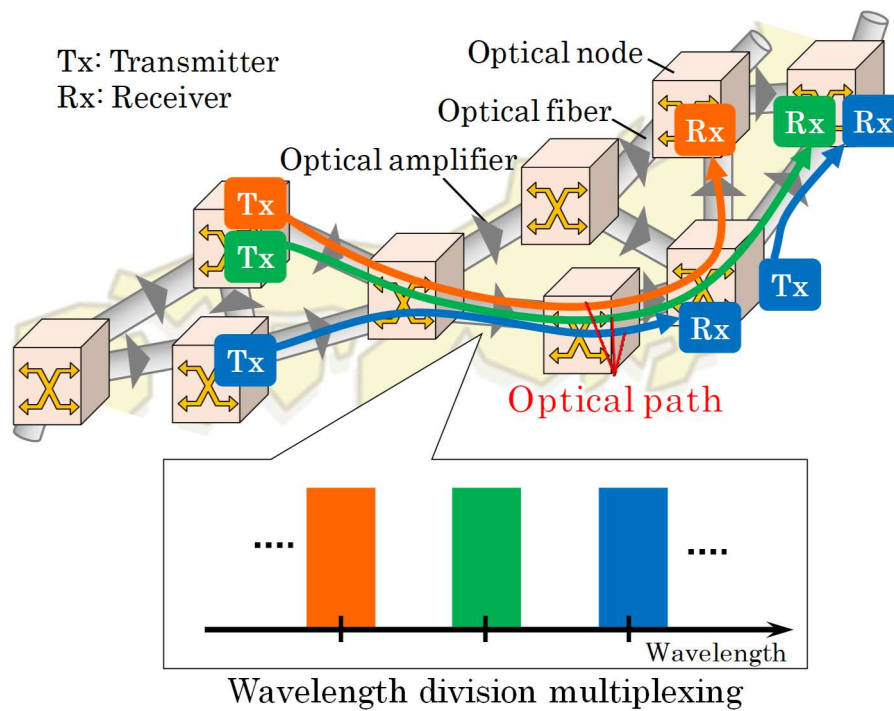 Tx: Transmitter
Rx: Receiver
Optical node
Optical fiber
Optical amplifier
Rx
Rx
Rx
Tx
Tx
Tx
Rx
Tx
Optical path
....
....
Wavelength
Wavelength division multiplexing